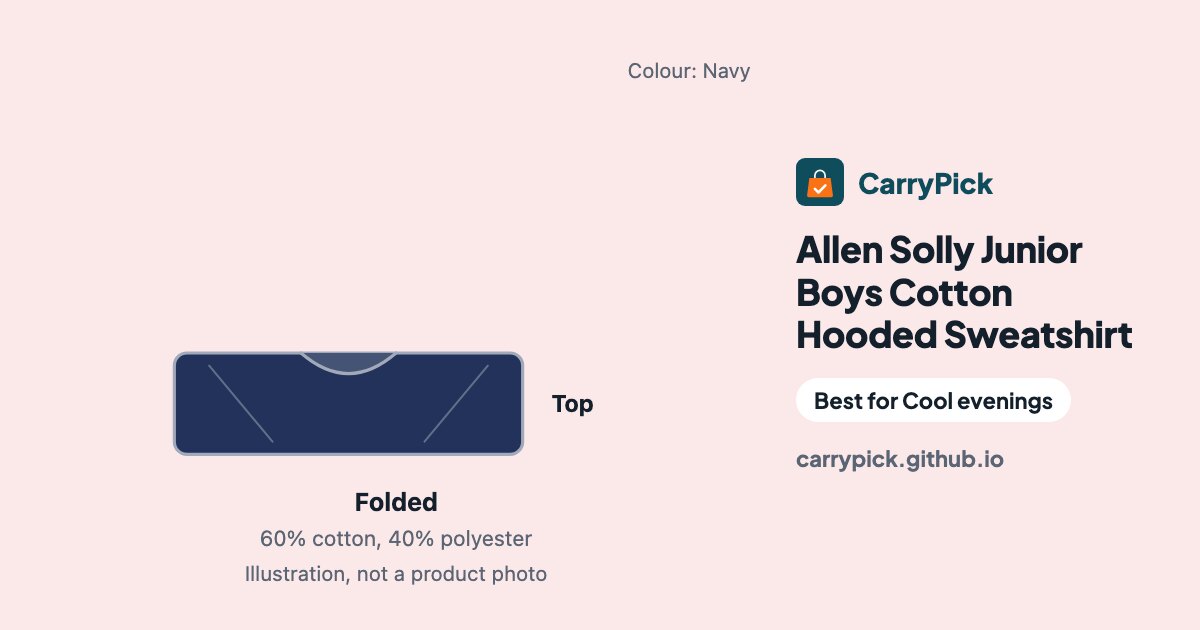 Colour: Navy
CarryPick
Allen Solly Junior
Boys Cotton
Hooded Sweatshirt
Best for Cool evenings
carrypick.github.io
Top
Folded
60% cotton, 40% polyester
Illustration, not a product photo